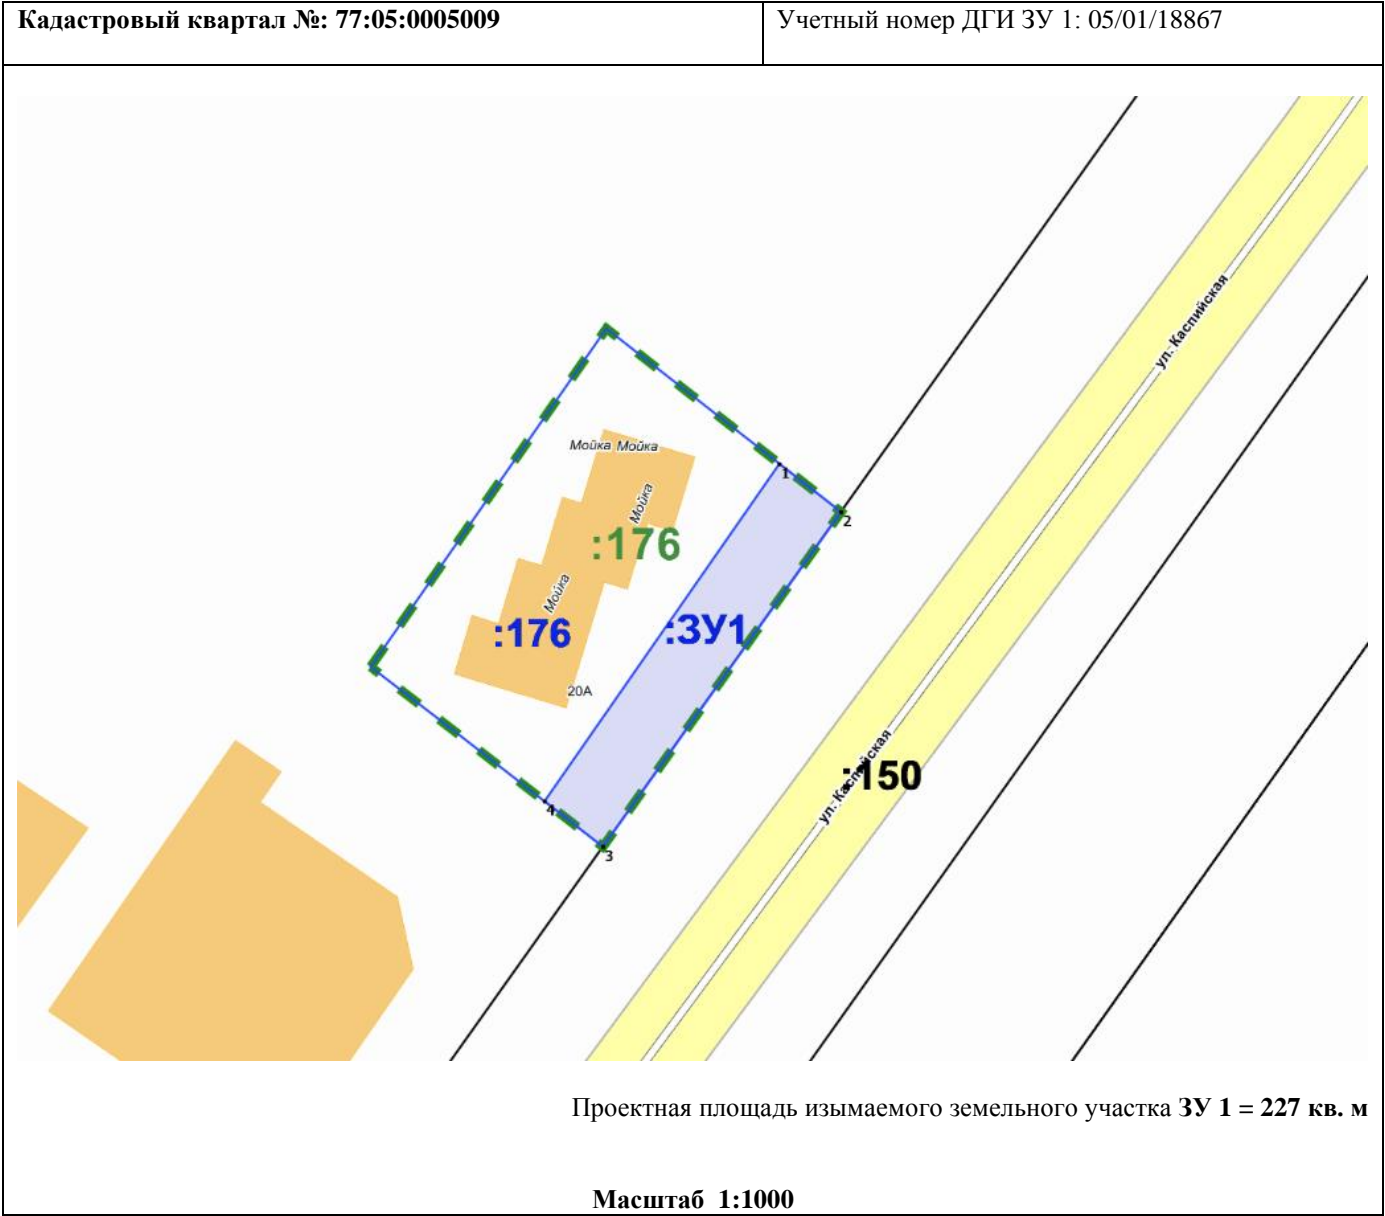 Кадастровый квартал №: 77:05:0005009
Учетный номер ДГИ ЗУ 1: 05/01/18867
ул. Каспийская
Мойка Мойка
1
Мойка
2
:176
Мойка
:176
:ЗУ1
20А
ул. Каспийская
:150
4
3
Проектная площадь изымаемого земельного участка ЗУ 1 = 227 кв. м
Масштаб 1:1000